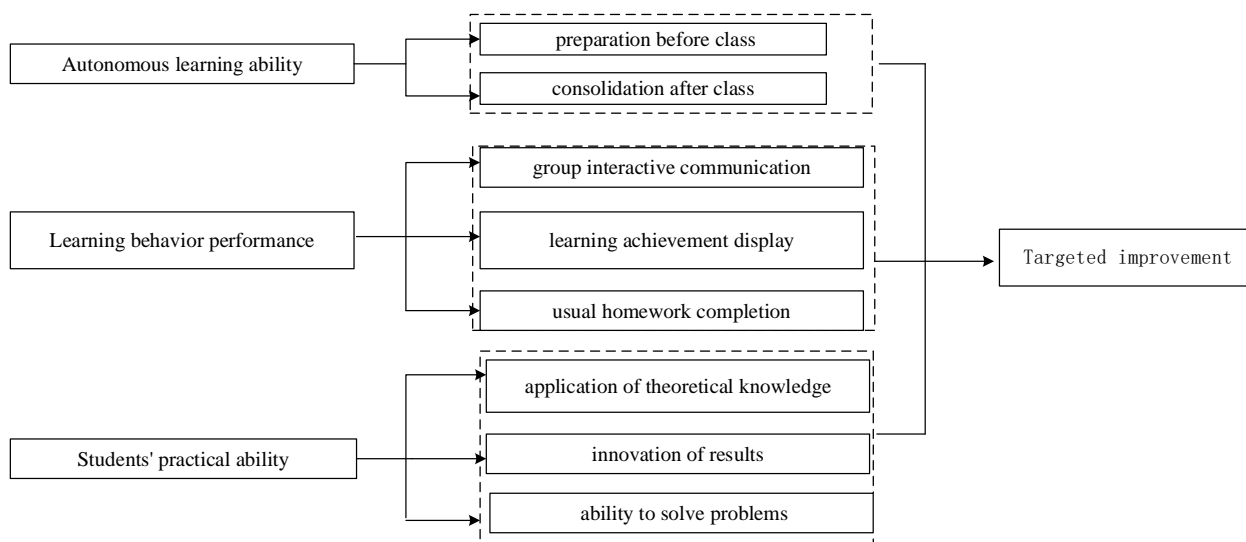 Autonomous learning ability
preparation before class
consolidation after class
Learning behavior performance
group interactive communication
learning achievement display
usual homework completion
Targeted improvement
Students' practical ability
application of theoretical knowledge
innovation of results
ability to solve problems